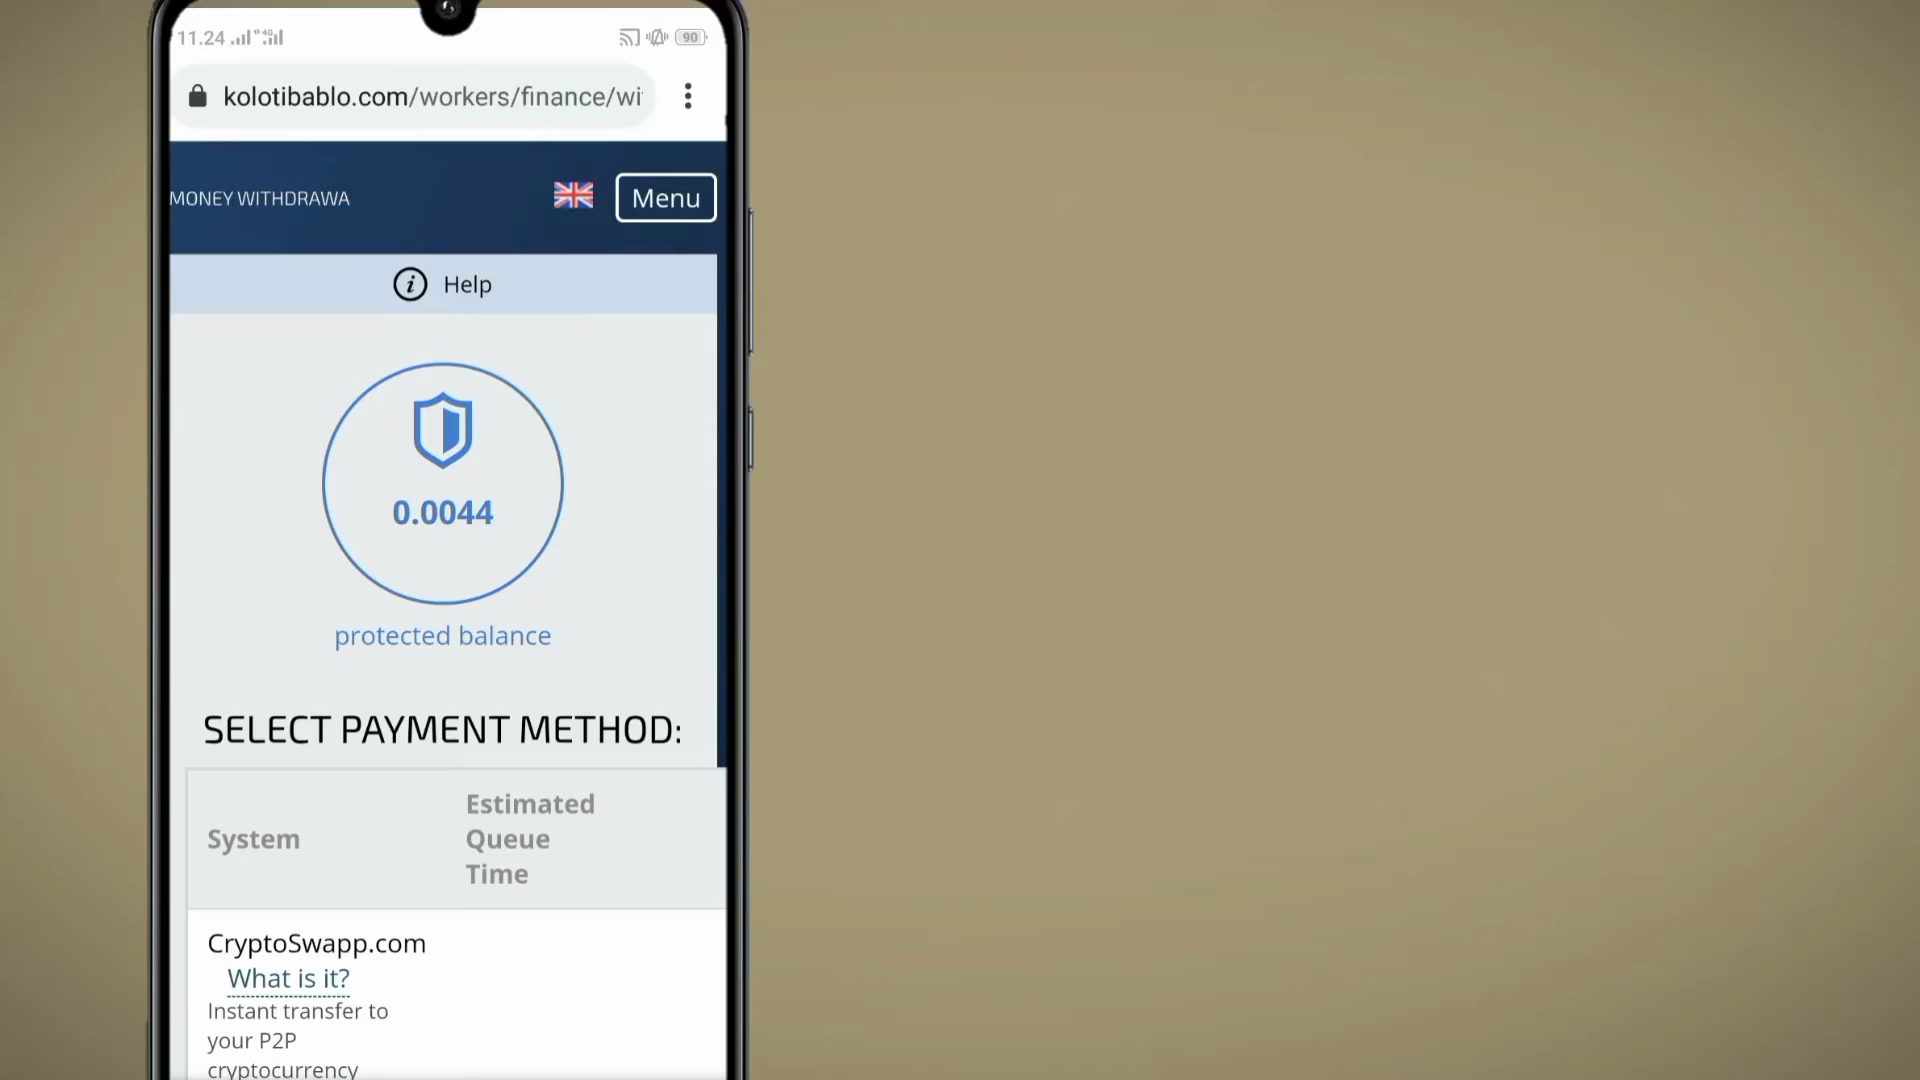 11.24
90
kolotibablo.com/workers/finance/wi
MONEY WITHDRAWA
Menu
Help
0.0044
protected balance
SELECT PAYMENT METHOD:
System
Estimated
Queue
Time
CryptoSwapp.com
What is it?
Instant transfer to
your P2P
cryptocurrency